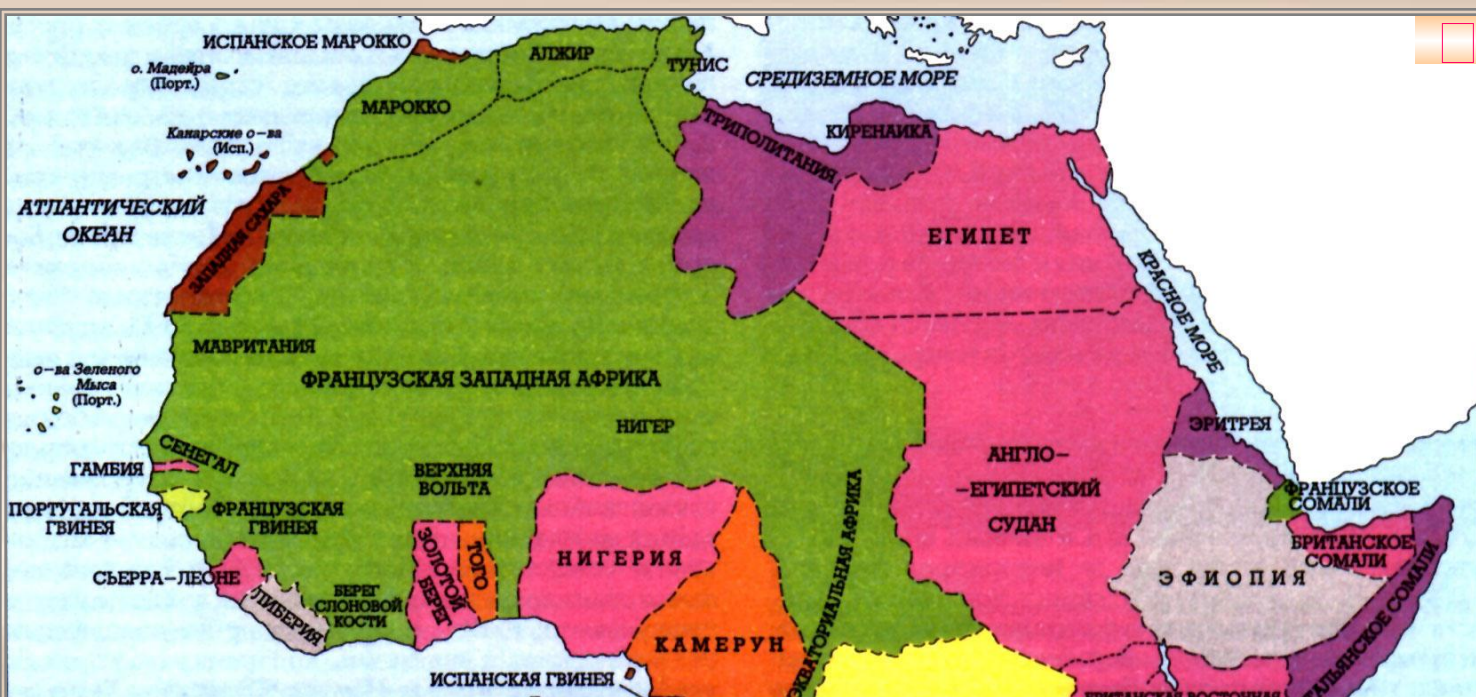 ИСПАНСКОЕ МАРОККО
АЛЖИР
ТУНИС
о. Мадейра
(Порт.)
СРЕДИЗЕМНОЕ МОРЕ
МАРОККО
ТРИПОЛИТАНИЯ
КИРЕНАИКА
Канарские о-ва
(Исп.)
АТЛАНТИЧЕСКИЙ
ОКЕАН
ЗАПАДНАЯ САХАРА
ЕГИПЕТ
КРАСНОЕ МОРЕ
МАВРИТАНИЯ
ФРАНЦУЗСКАЯ ЗАПАДНАЯ АФРИКА
о-ва Зеленого
Мыса
(Порт.)
НИГЕР
ЭРИТРЕЯ
СЕНЕГАЛ
ГАМБИЯ
ВЕРХНЯЯ
ВОЛЬТА
АНГЛО-
-ЕГИПЕТСКИЙ
СУДАН
ПОРТУГАЛЬСКАЯ
ГВИНЕЯ
ФРАНЦУЗСКАЯ
ГВИНЕЯ
ФРАНЦУЗСКОЕ
СОМАЛИ
БРИТАНСКОЕ
СОМАЛИ
НИГЕРИЯ
ЗОЛОТОЙ
БЕРЕГ
ТОГО
СЬЕРРА-ЛЕОНЕ
ЛИБЕРИЯ
БЕРЕГ
СЛОНОВОЙ
КОСТИ
ЭФИОПИЯ
КАМЕРУН
ЭКВАТОРИАЛЬНАЯ АФРИКА
СОМАЛИ
ИСПАНСКАЯ ГВИНЕЯ